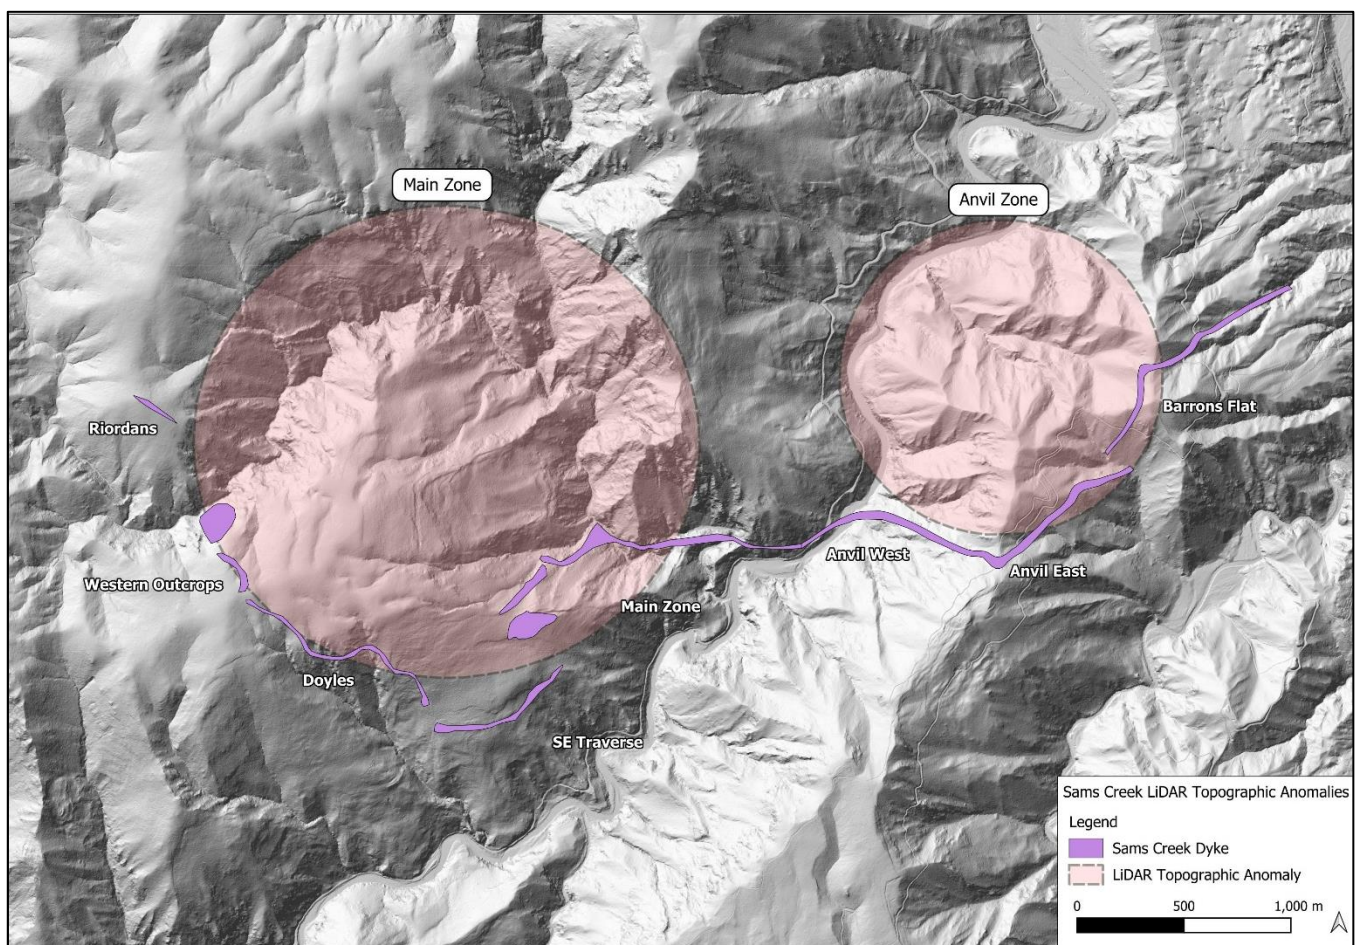 Main Zone
Anvil Zone
Riordans
Barrons Flat
Western Outcrops
Anvil West
Anvil East
Main Zone
Doyles
SE Traverse
Sams Creek LiDAR Topographic Anomalies
Legend
Sams Creek Dyke
LiDAR Topographic Anomaly
0 500 1,000 m